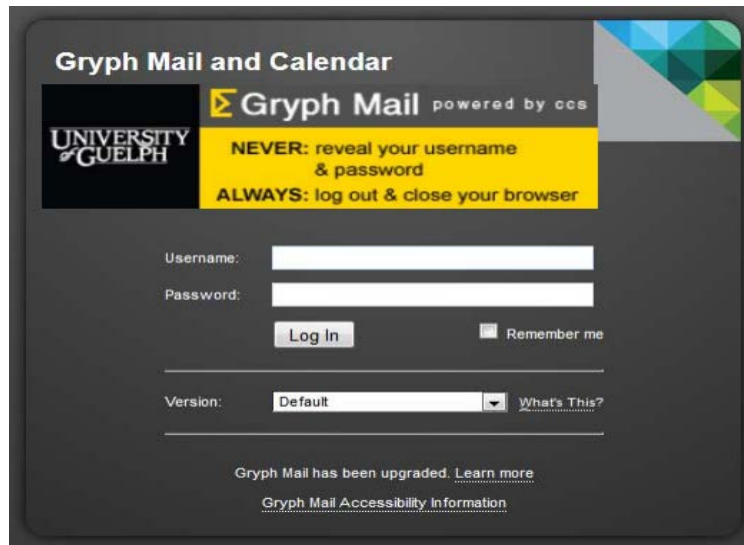 Gryph Mail and Calendar
Gryph Mail powered by ccs
UNIVERSITY
of GUELPH
NEVER: reveal your username
& password
ALWAYS: log out & close your browser
Username:
Password:
Log In
Remember me
Version:
Default
What's This?
Gryph Mail has been upgraded. Learn more
Gryph Mail Accessibility Information